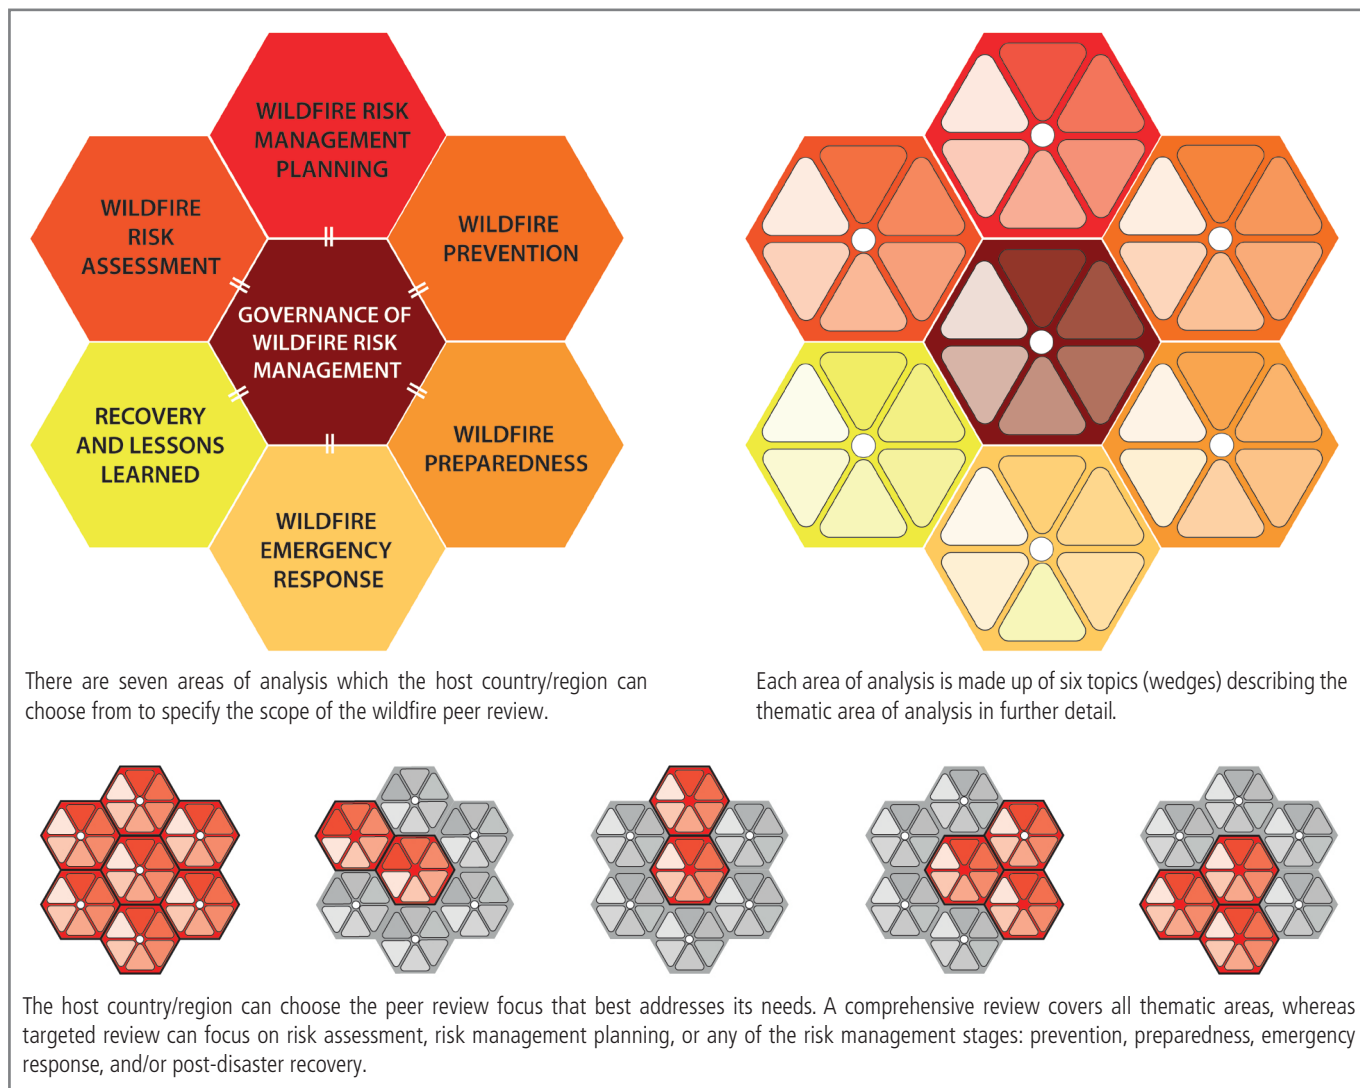 WILDFIRE RISK
MANAGEMENT
PLANNING
WILDFIRE
RISK
ASSESSMENT
WILDFIRE
PREVENTION
GOVERNANCE OF
WILDFIRE RISK
MANAGEMENT
RECOVERY
AND LESSONS
LEARNED
WILDFIRE
PREPAREDNESS
WILDFIRE
EMERGENCY
RESPONSE
There are seven areas of analysis which the host country/region can
choose from to specify the scope of the wildfire peer review.
Each area of analysis is made up of six topics (wedges) describing the
thematic area of analysis in further detail.
The host country/region can choose the peer review focus that best addresses its needs. A comprehensive review covers all thematic areas, whereas
targeted review can focus on risk assessment, risk management planning, or any of the risk management stages: prevention, preparedness, emergency
response, and/or post-disaster recovery.